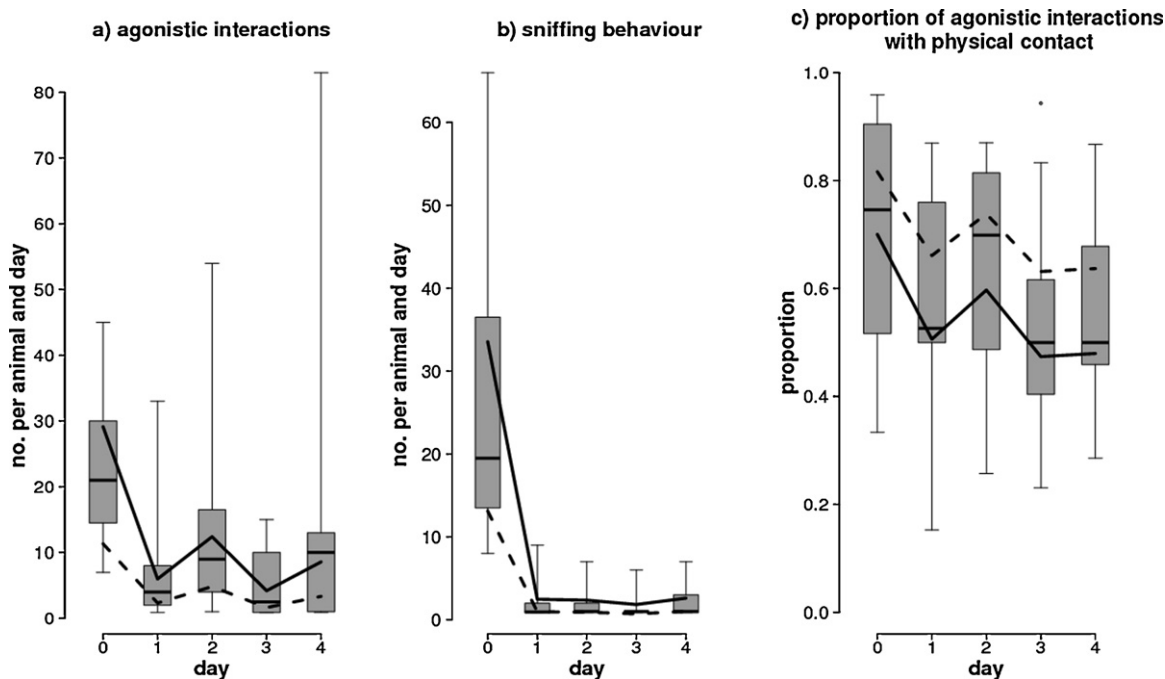 a) agonistic interactions
no. per animal and day
80
70
60
50
40
30
20
10
0
0 1 2 3 4
day
b) sniffing behaviour
no. per animal and day
60
50
40
30
20
10
0
0 1 2 3 4
day
c) proportion of agonistic interactions
with physical contact
proportion
1.0
0.8
0.6
0.4
0.2
0.0
0 1 2 3 4
day